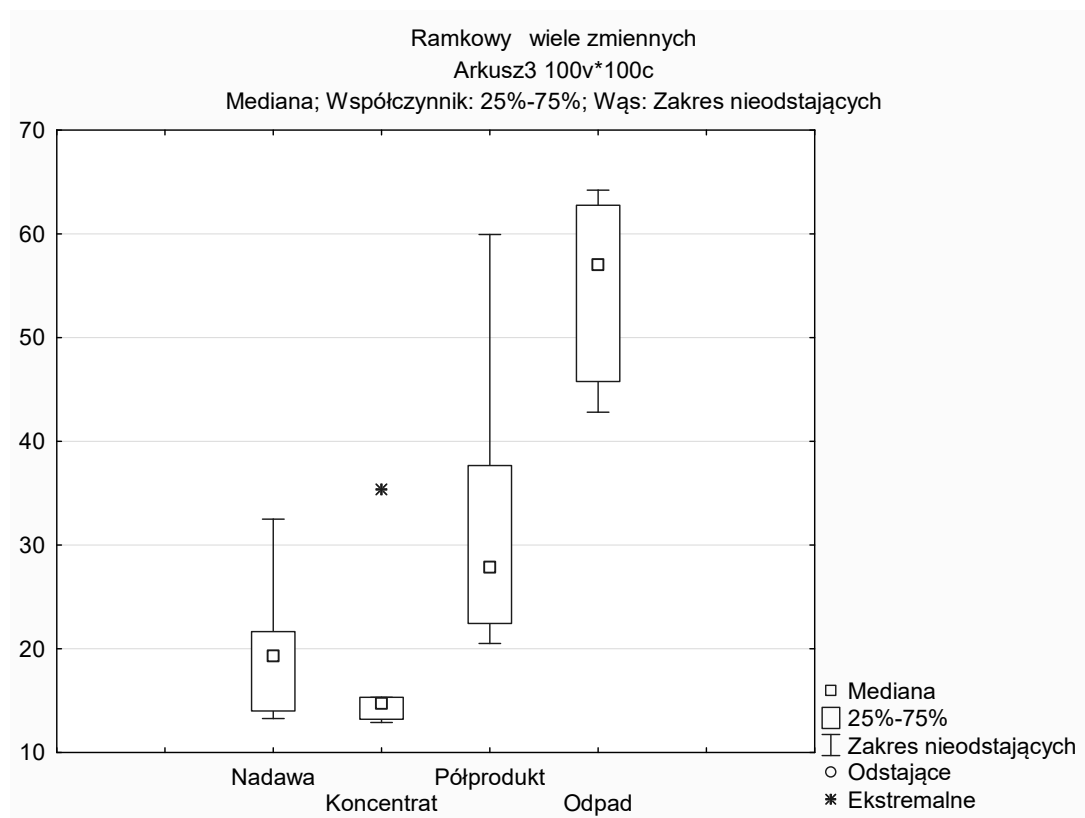 Ramkowy wiele zmiennych
Arkusz3 100v*100c
Mediana; Współczynnik: 25%-75%; Wąs: Zakres nieodstających
70
60
50
40
30
20
10
Nadawa
Koncentrat
Półprodukt
Odpad
Mediana
25%-75%
Zakres nieodstających
Odstające
Ekstremalne